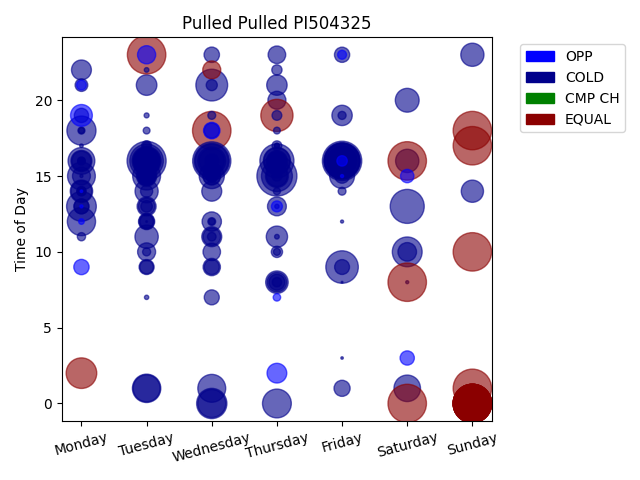 Pulled Pulled PI504325
OPP
COLD
CMP CH
EQUAL
Time of Day
20
15
10
5
0
Monday
Tuesday
Wednesday
Thursday
Friday
Saturday
Sunday